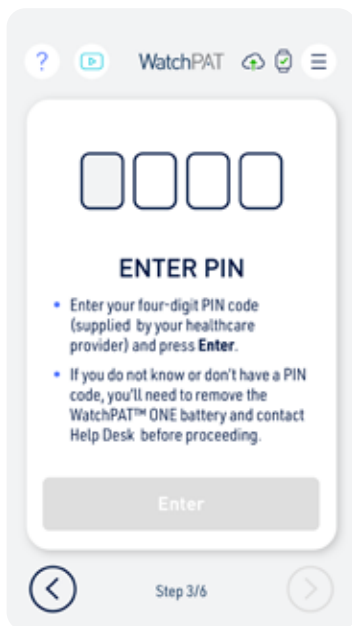 ?
WatchPAT
ENTER PIN
• Enter your four-digit PIN code
(supplied by your healthcare
provider) and press Enter.
• If you do not know or don't have a PIN
code, you'll need to remove the
WatchPAT™ ONE battery and contact
Help Desk before proceeding.
Enter
Step 3/6